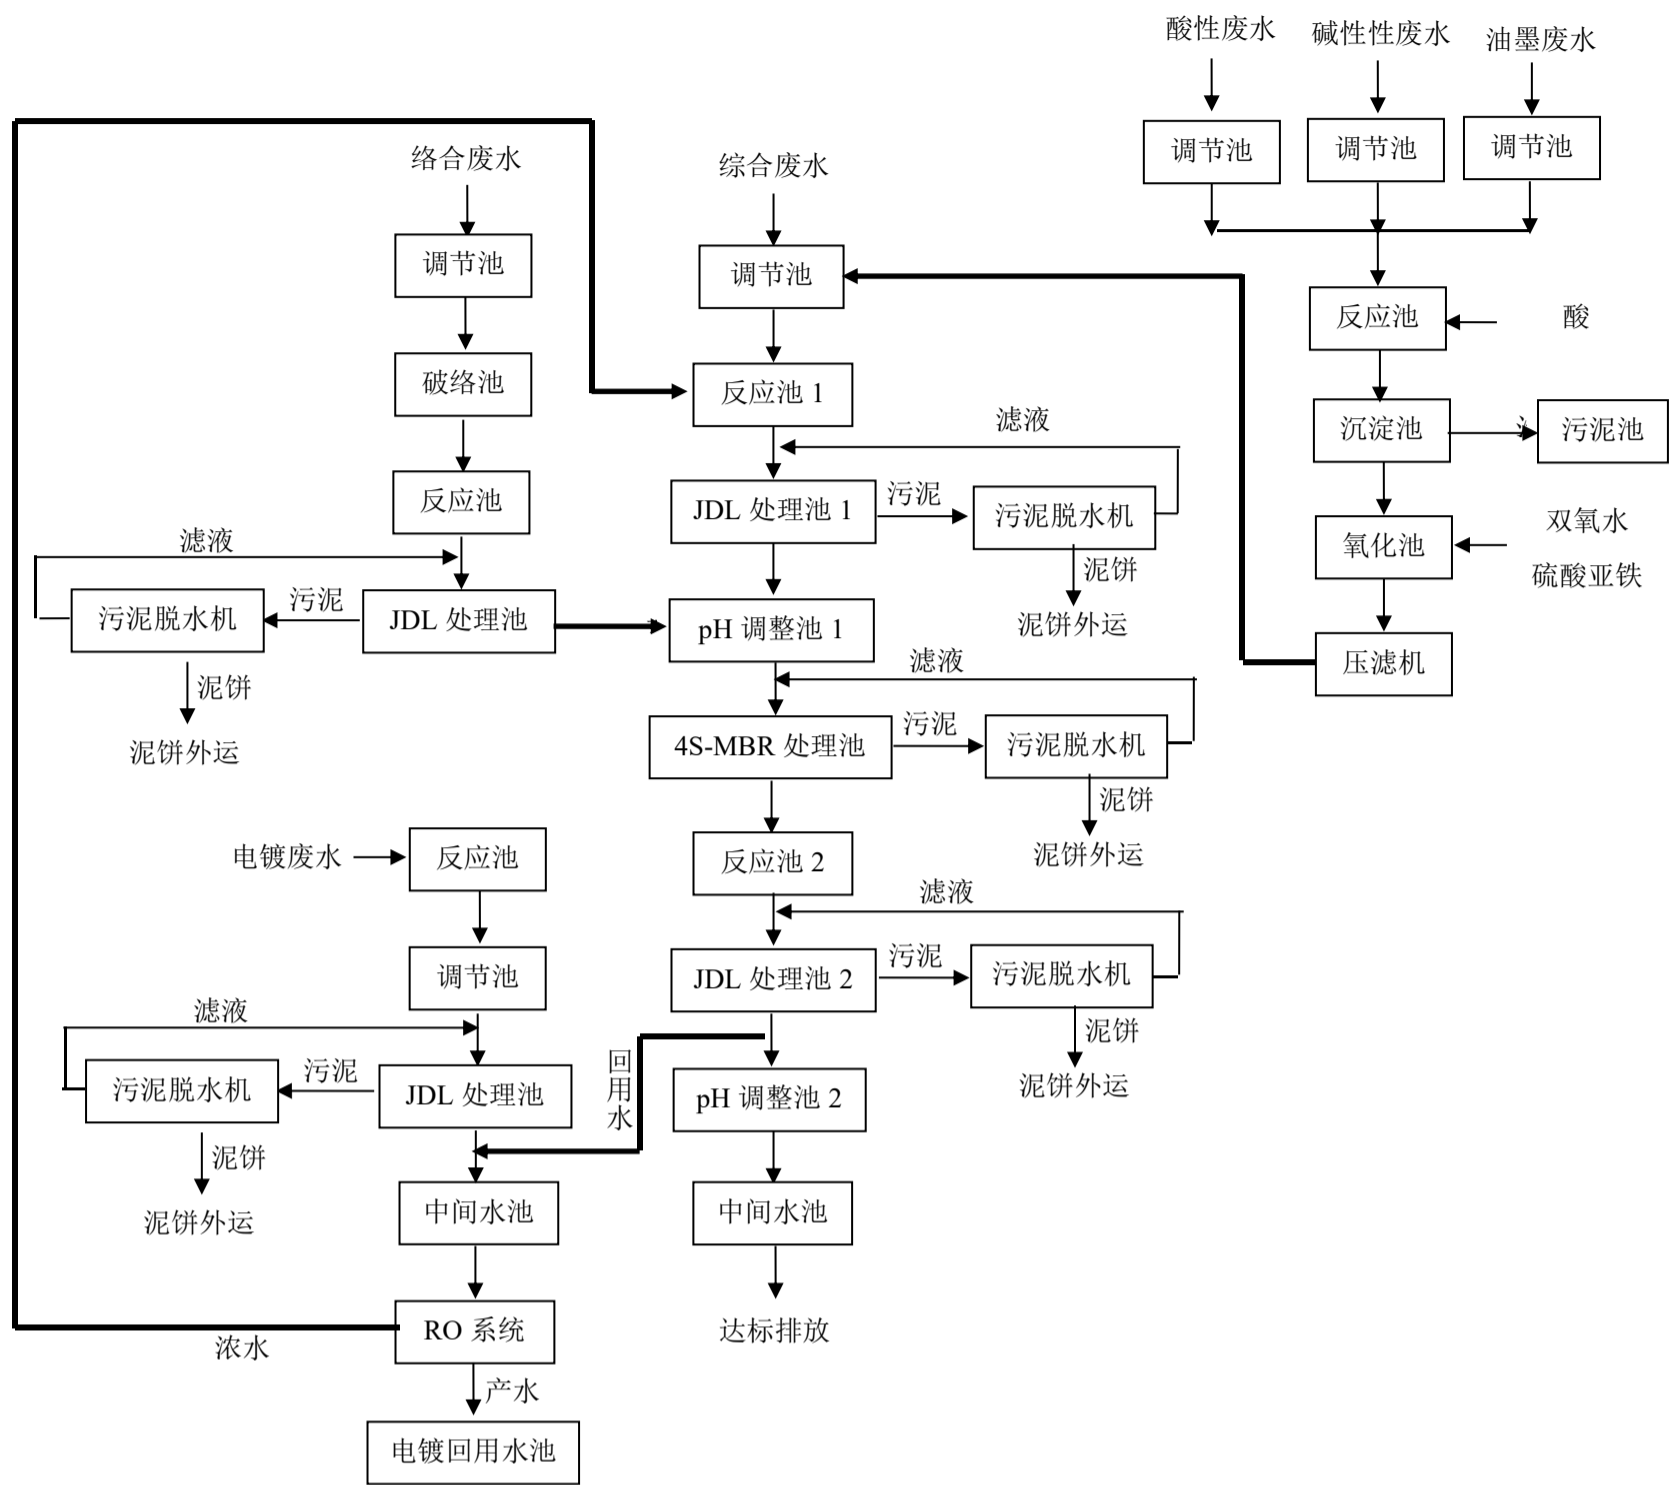 酸性废水
碱性性废水
油墨废水
调节池
调节池
调节池
络合废水
综合废水
调节池
调节池
反应池
酸
破络池
反应池 1
滤液
沉淀池
污泥池
反应池
JDL 处理池 1
污泥
污泥脱水机
氧化池
双氧水
硫酸亚铁
滤液
泥饼
泥饼外运
污泥脱水机
污泥
JDL 处理池
pH 调整池 1
滤液
压滤机
泥饼
泥饼外运
4S-MBR 处理池
污泥
污泥脱水机
泥饼
泥饼外运
电镀废水
反应池
反应池 2
滤液
调节池
JDL 处理池 2
污泥
污泥脱水机
泥饼
泥饼外运
滤液
回用水
污泥脱水机
污泥
JDL 处理池
pH 调整池 2
泥饼
泥饼外运
中间水池
中间水池
RO 系统
达标排放
浓水
产水
电镀回用水池